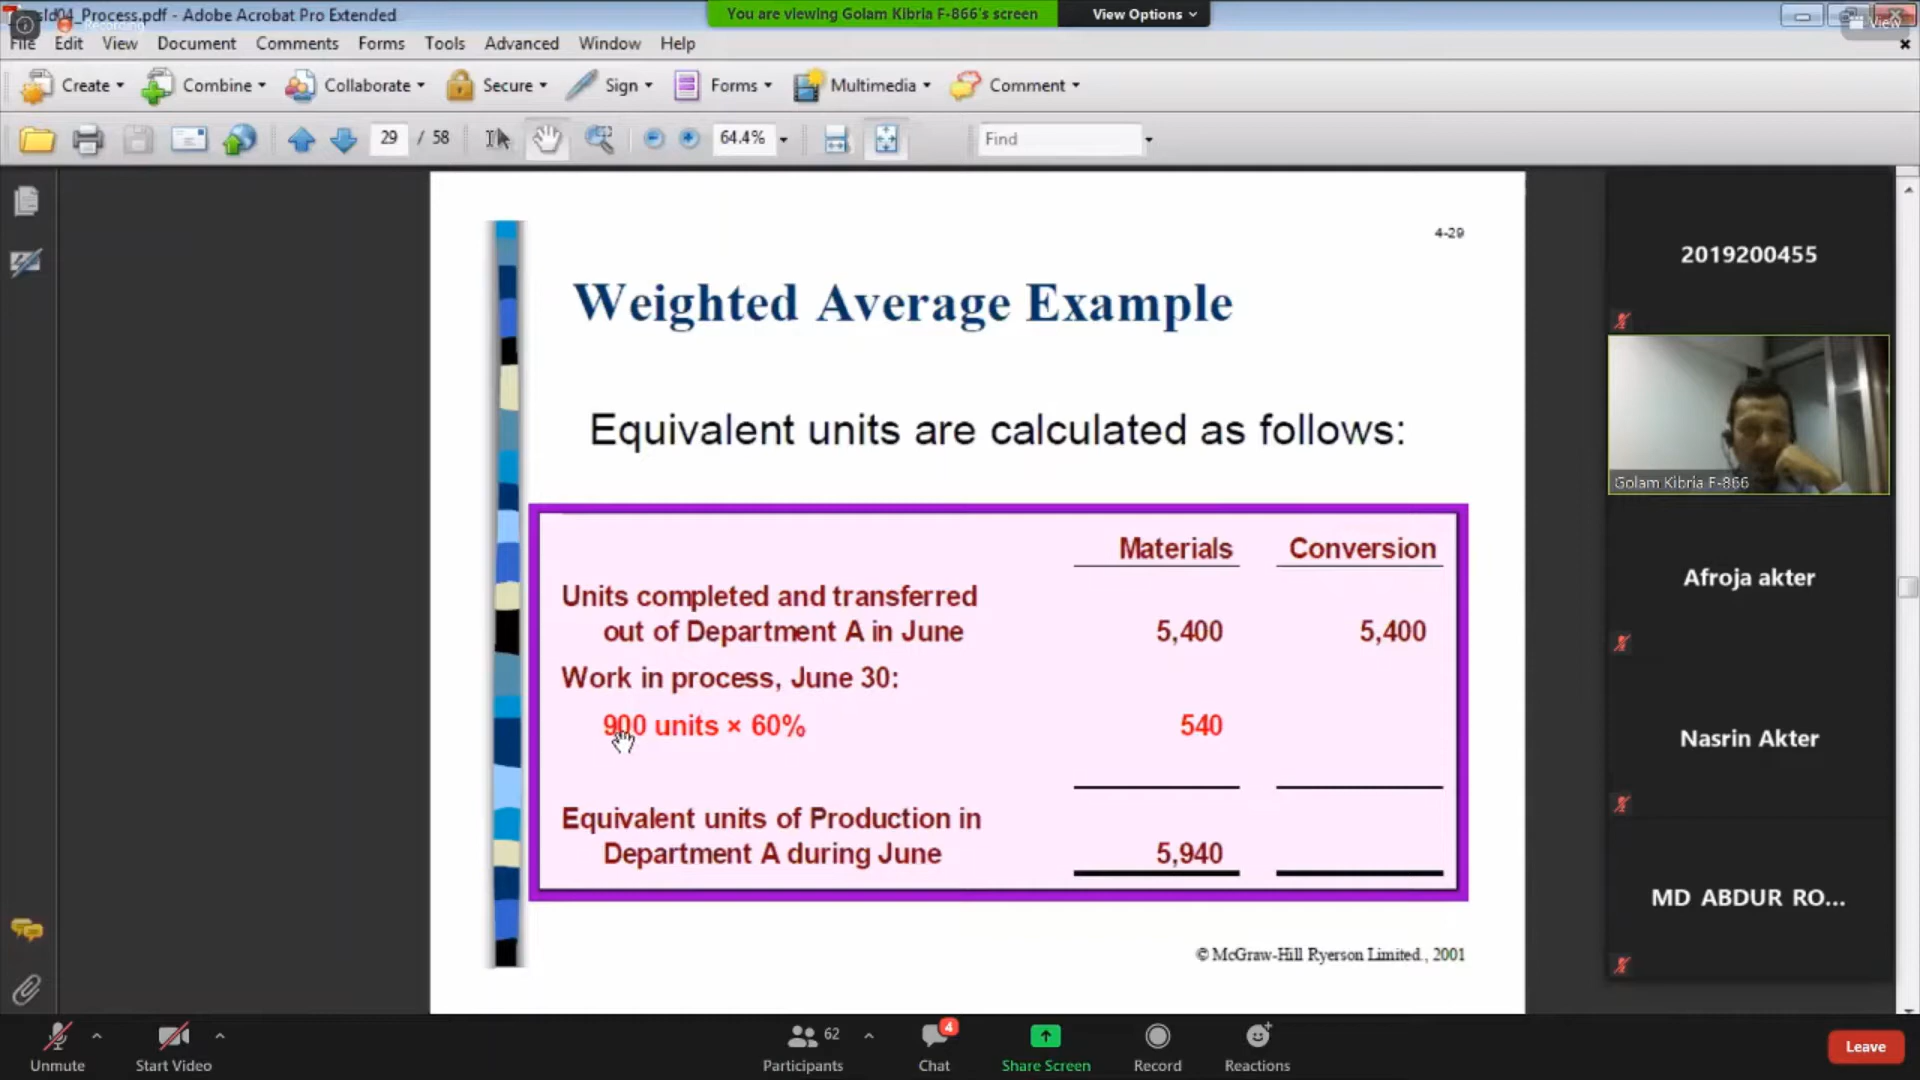 sld04_Process.pdf - Adobe Acrobat Pro Extended
You are viewing Golam Kibria F-866's screen
View Options
View
File Edit View Document Comments Forms Tools Advanced Window Help
Create Combine Collaborate Secure Sign Forms Multimedia Comment
29 / 58 64.4% Find
4-29
Weighted Average Example
Equivalent units are calculated as follows:
Materials Conversion
Units completed and transferred
out of Department A in June 5,400 5,400
Work in process, June 30:
900 units × 60% 540
Equivalent units of Production in
Department A during June 5,940
© McGraw-Hill Ryerson Limited., 2001
2019200455
Golam Kibria F-866
Afroja akter
Nasrin Akter
MD ABDUR RO...
Unmute Start Video Participants 62 Chat 4 Share Screen Record Reactions Leave